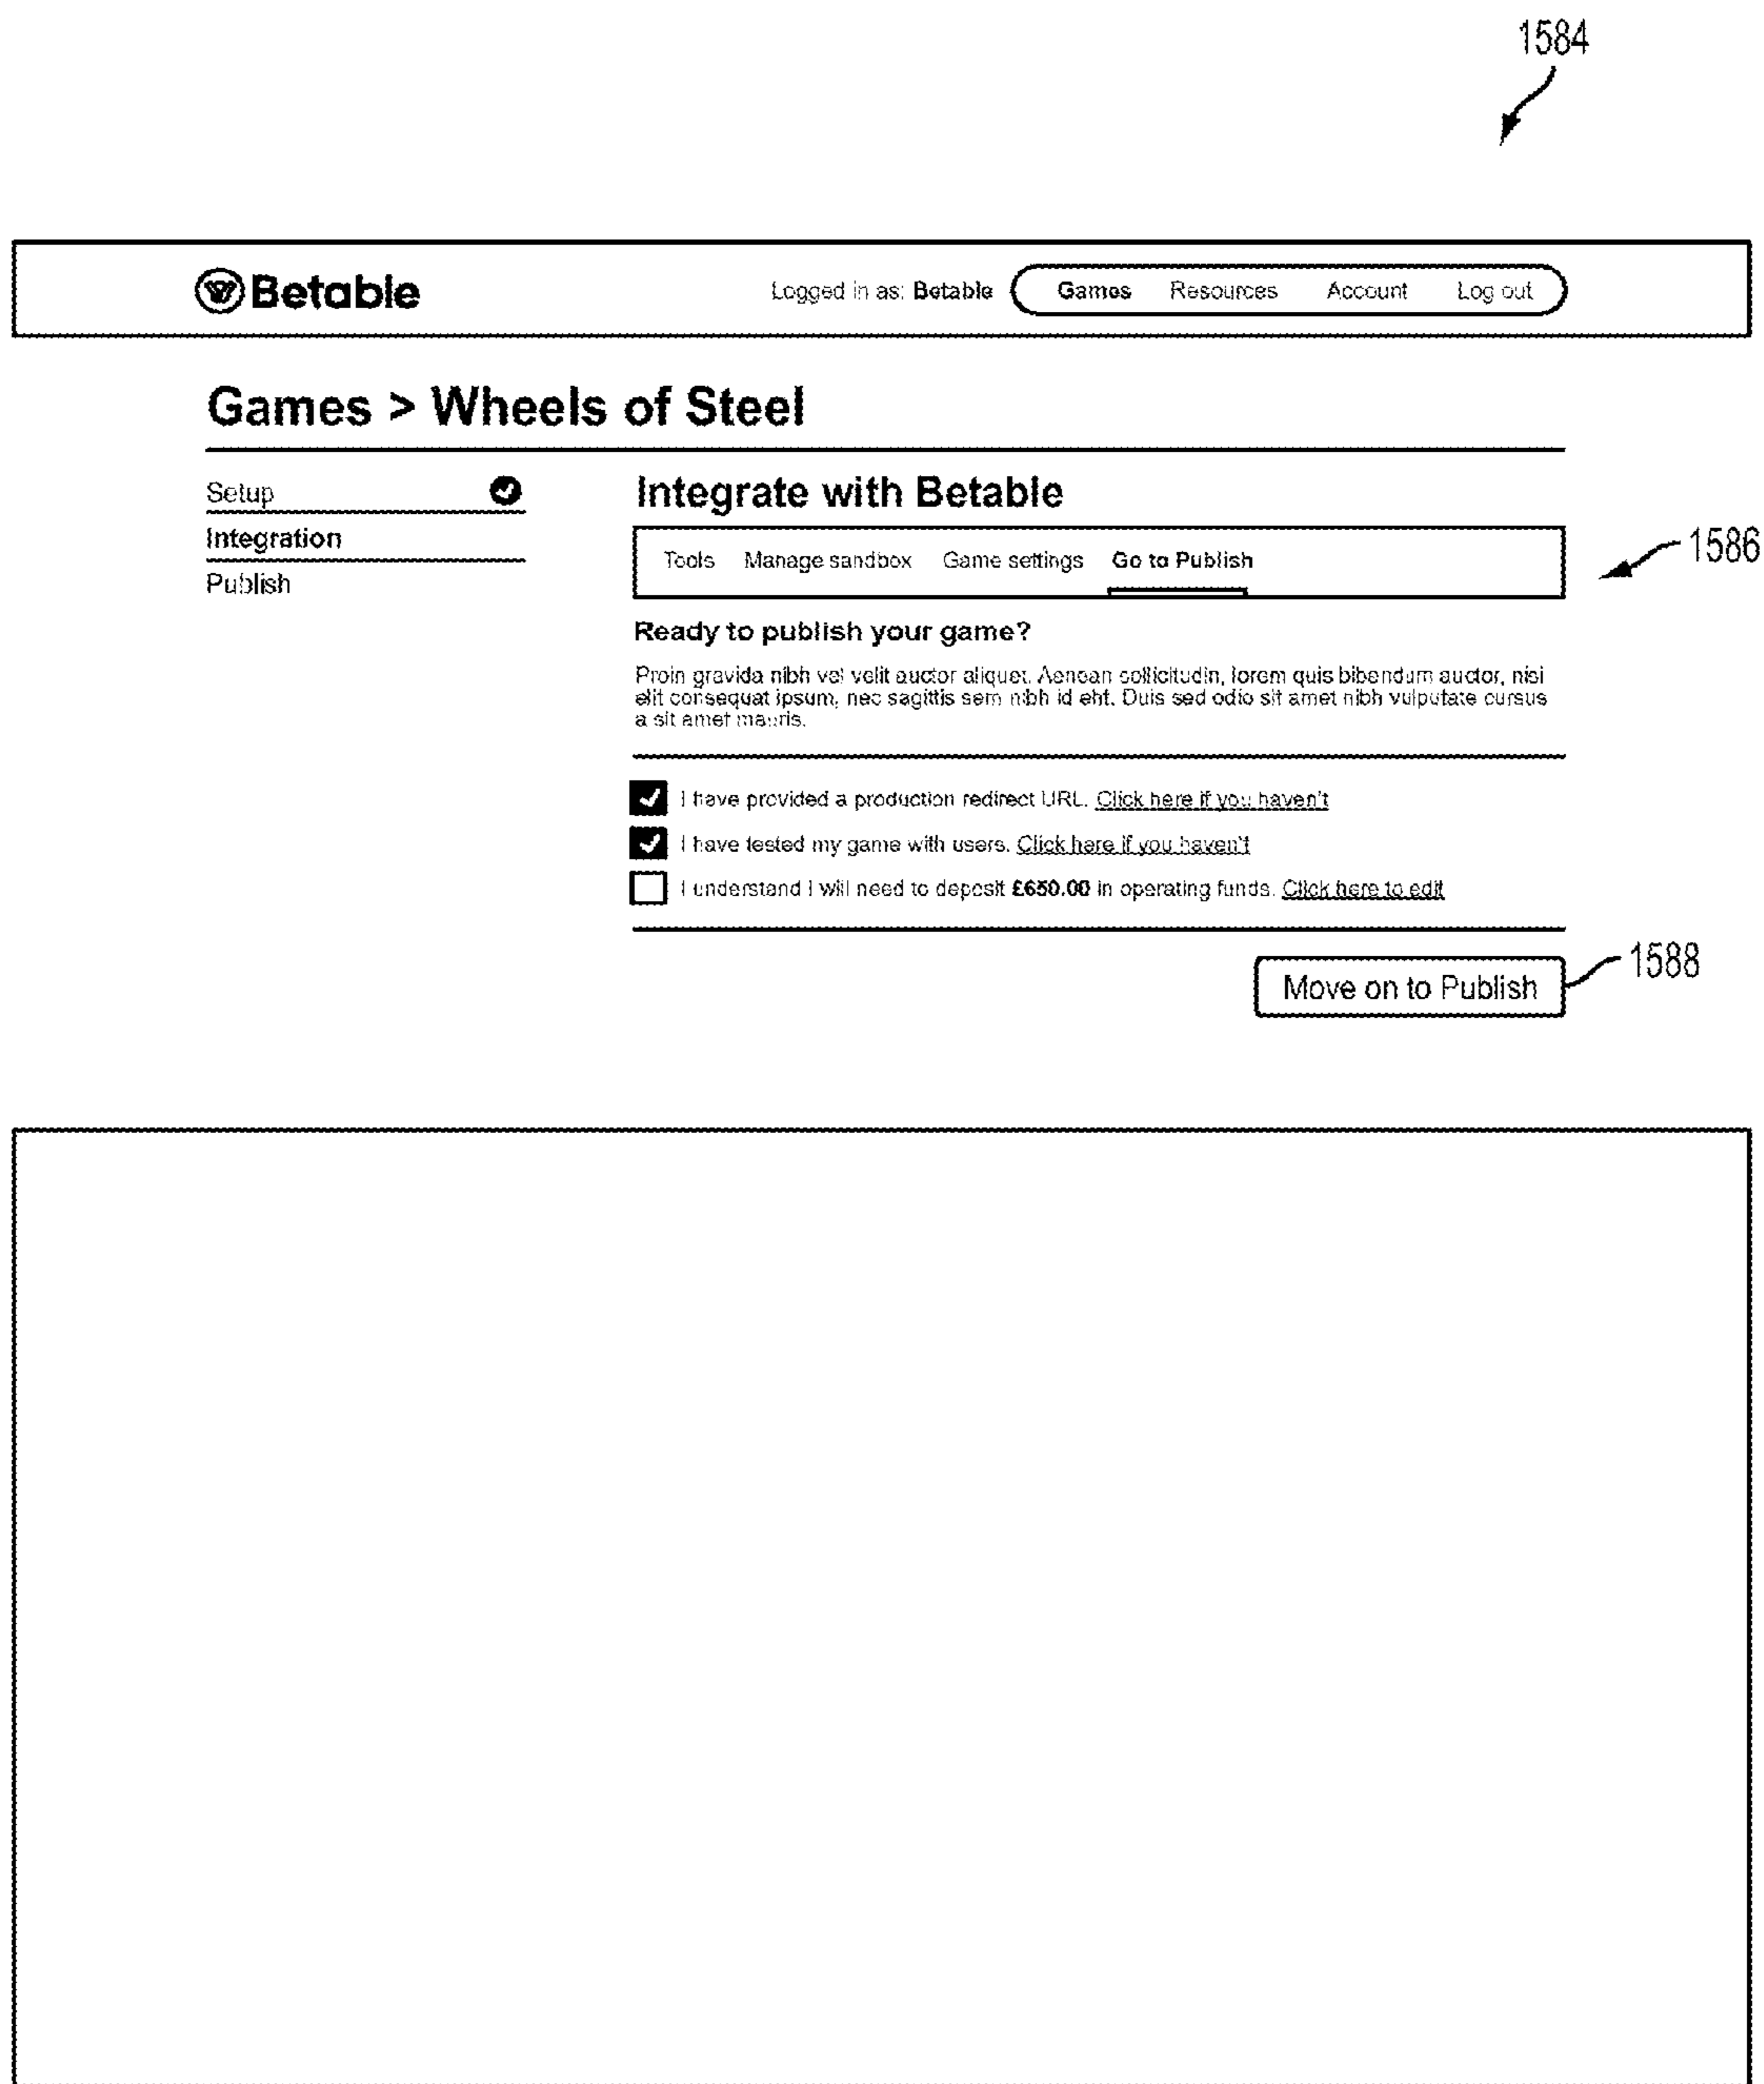 1584
Betable
Logged in as: Betable Games Resources Account Log out
Games > Wheels of Steel
Setup
Integration
Publish
Integrate with Betable
1586
Tools Manage sandbox Game settings Go to Publish
Ready to publish your game?
Proin gravida nibh vel velit auctor aliquet. Aenean sollicitudin, lorem quis bibendum auctor, nisi
elit consequat ipsum, nec sagittis sem nibh id elit. Duis sed odio sit amet nibh vulputate cursus
a sit amet mauris.
I have provided a production redirect URL. Click here if you haven't
I have tested my game with users. Click here if you haven't
I understand I will need to deposit £650.00 in operating funds. Click here to edit
1588
Move on to Publish